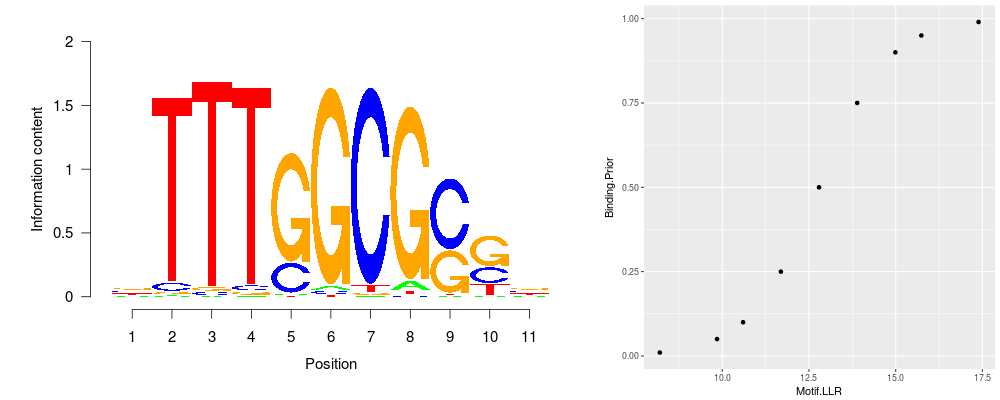 2
1.5
1
0.5
0
Information content
TTTGGCGCG
CGC
1 2 3 4 5 6 7 8 9 10 11
Position
1.00
0.75
0.50
0.25
0.00
Binding.Prior
10.0 12.5 15.0 17.5
Motif.LLR